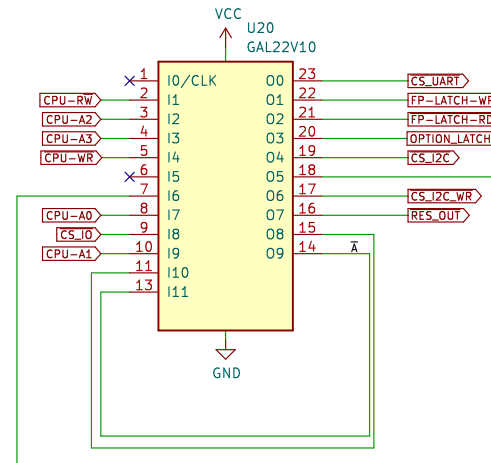 VCC
U20
GAL22V10
1 I0/CLK O0 23 CS_UART
CPU-RW 2 I1 O1 22 FP-LATCH-WR
CPU-A2 3 I2 O2 21 FP-LATCH-RD
CPU-A3 4 I3 O3 20 OPTION_LATCH
CPU-WR 5 I4 O4 19 CS_I2C
6 I5 O5 18
7 I6 O6 17 CS_I2C_WR
CPU-A0 8 I7 O7 16 RES_OUT
CS_IO 9 I8 O8 15
CPU-A1 10 I9 O9 14 A
11 I10
13 I11
GND